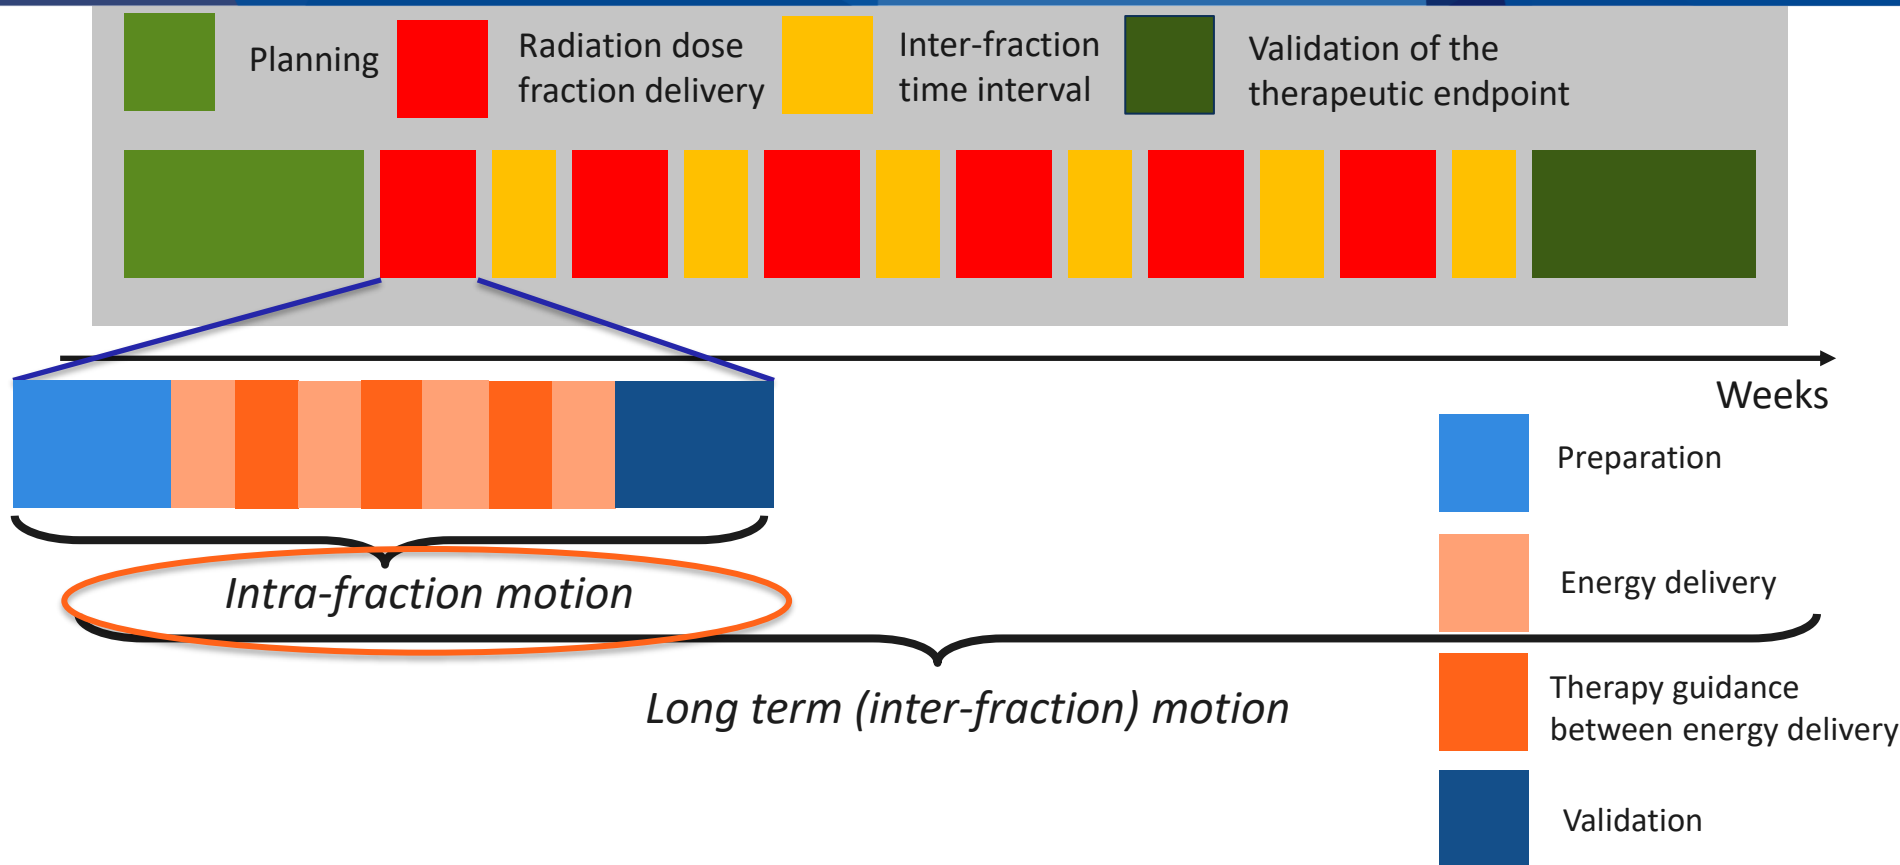 Planning
Radiation dose
fraction delivery
Inter-fraction
time interval
Validation of the
therapeutic endpoint
Weeks
Preparation
Energy delivery
Intra-fraction motion
Long term (inter-fraction) motion
Therapy guidance
between energy delivery
Validation